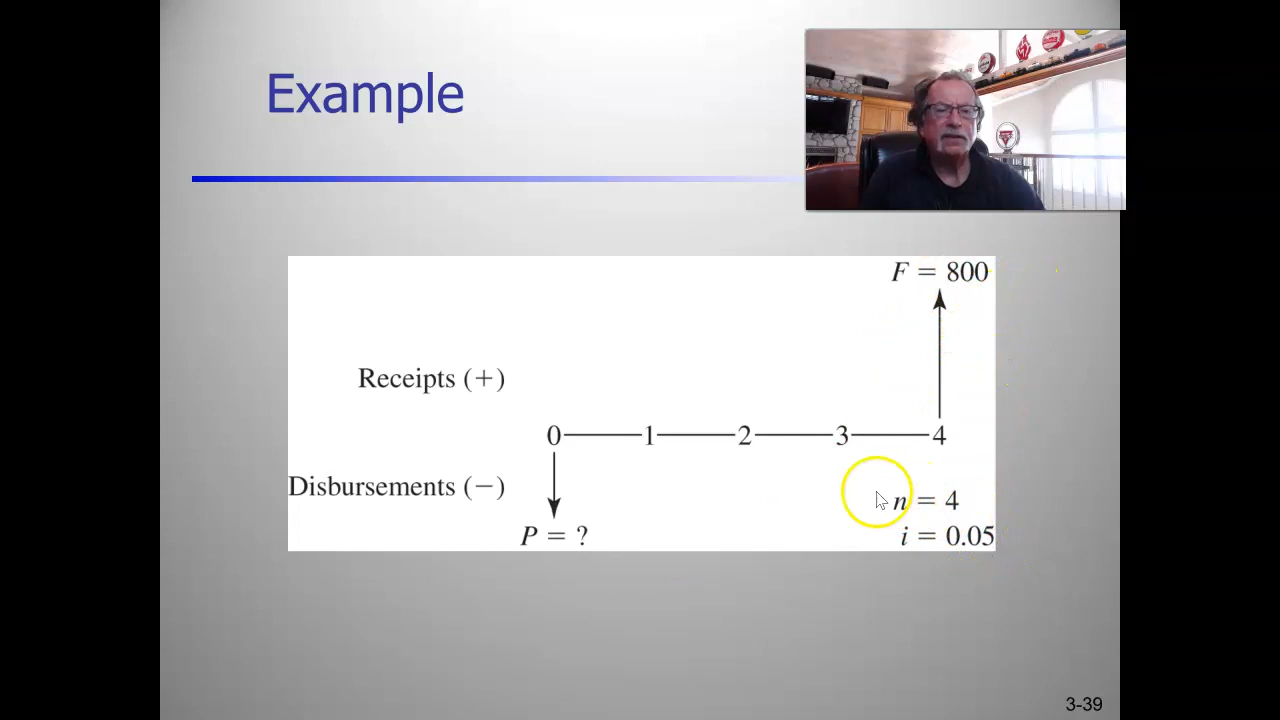 Example
F = 800
Receipts (+)
0 1 2 3 4
Disbursements (−)
n = 4
P = ?
i = 0.05
3-39